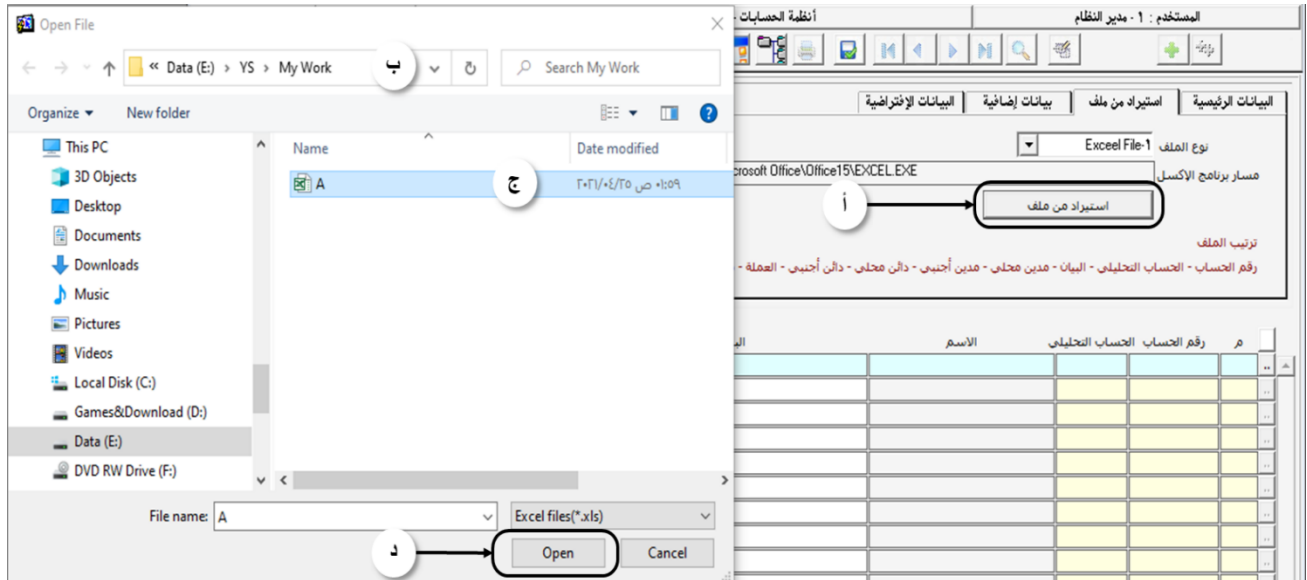 Open File
« Data (E:) › YS › My Work
ب
Search My Work
Organize
New folder
This PC
3D Objects
Desktop
Documents
Downloads
Music
Pictures
Videos
Local Disk (C:)
Games&Download (D:)
Data (E:)
DVD RW Drive (F:)
Name
Date modified
A
ج
٠١:٥٩ ص ٢٠٢١/٠٤/٢٥
File name: A
Excel files(*.xls)
د
Open
Cancel
المستخدم : ١ - مدير النظام
أنظمة الحسابات -
البيانات الرئيسية
استيراد من ملف
بيانات إضافية
البيانات الإفتراضية
نوع الملف
Exceel File-1
مسار برنامج الإكسل
crosoft Office\Office15\EXCEL.EXE
استيراد من ملف
أ
ترتيب الملف
رقم الحساب - الحساب التحليلي - البيان - مدين محلي - مدين أجنبي - دائن محلي - دائن أجنبي - العملة -
م
رقم الحساب
الحساب التحليلي
الاسم